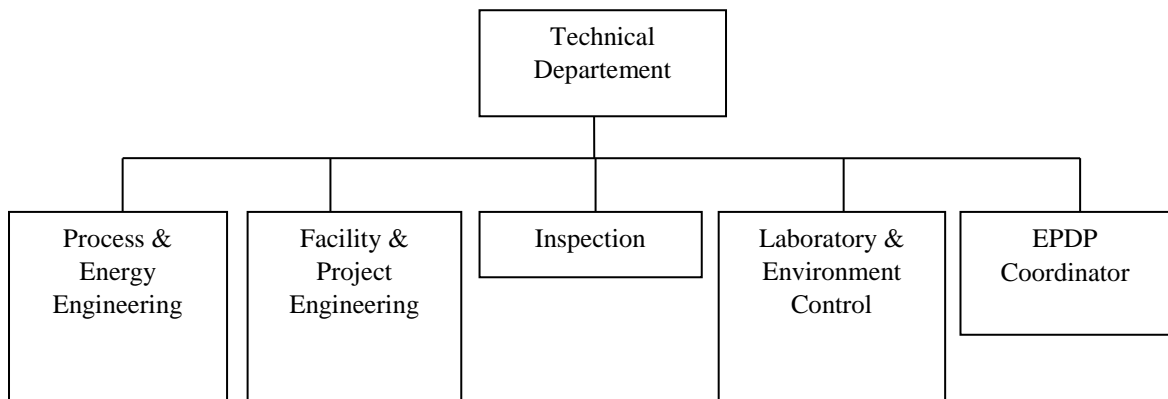 Technical
Departement
Process &
Energy
Engineering
Facility &
Project
Engineering
Inspection
Laboratory &
Environment
Control
EPDP
Coordinator